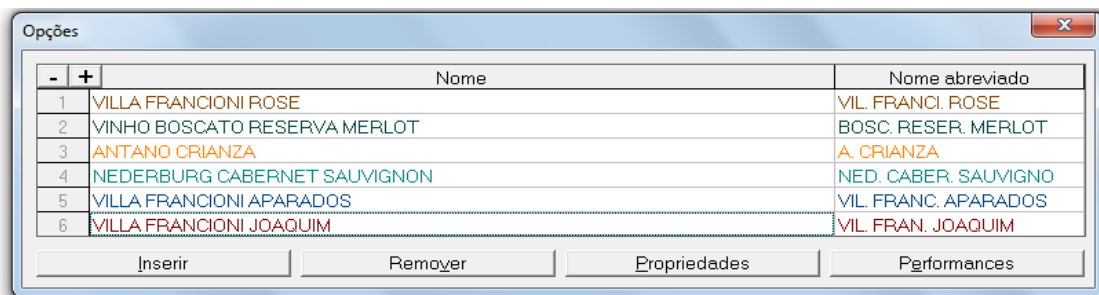 Opções
- + Nome Nome abreviado
1 VILLA FRANCIONI ROSE VIL. FRANCI. ROSE
2 VINHO BOSCATO RESERVA MERLOT BOSC. RESER. MERLOT
3 ANTANO CRIANZA A. CRIANZA
4 NEDERBURG CABERNET SAUVIGNON NED. CABER. SAUVIGNO
5 VILLA FRANCIONI APARADOS VIL. FRANC. APARADOS
6 VILLA FRANCIONI JOAQUIM VIL. FRAN. JOAQUIM
Inserir Remover Propriedades Performances